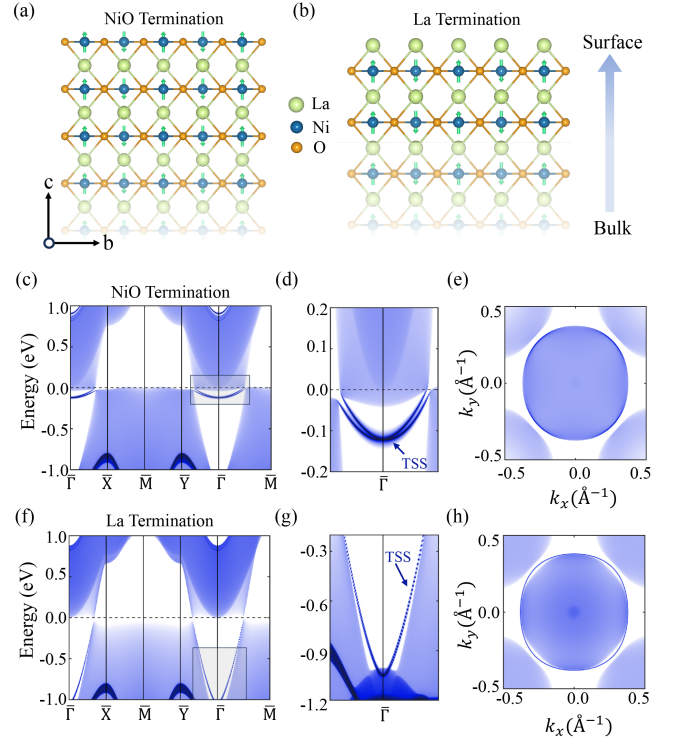 (a)
NiO Termination
(b)
La Termination
Surface
La
Ni
O
Bulk
c
b
(c)
NiO Termination
(d)
(e)
Energy (eV)
1.0
0.5
0.0
-0.5
-1.0
Γ̅ X̅ M̅ Y̅ Γ̅ M̅
0.2
0.1
0.0
-0.1
-0.2
TSS
Γ̅
k_y(Å⁻¹)
0.5
0.0
-0.5
-0.5 0.0 0.5
k_x(Å⁻¹)
(f)
La Termination
(g)
(h)
Energy (eV)
1.0
0.5
0.0
-0.5
-1.0
Γ̅ X̅ M̅ Y̅ Γ̅ M̅
-0.3
-0.6
-0.9
-1.2
TSS
Γ̅
k_y(Å⁻¹)
0.5
0.0
-0.5
-0.5 0.0 0.5
k_x(Å⁻¹)